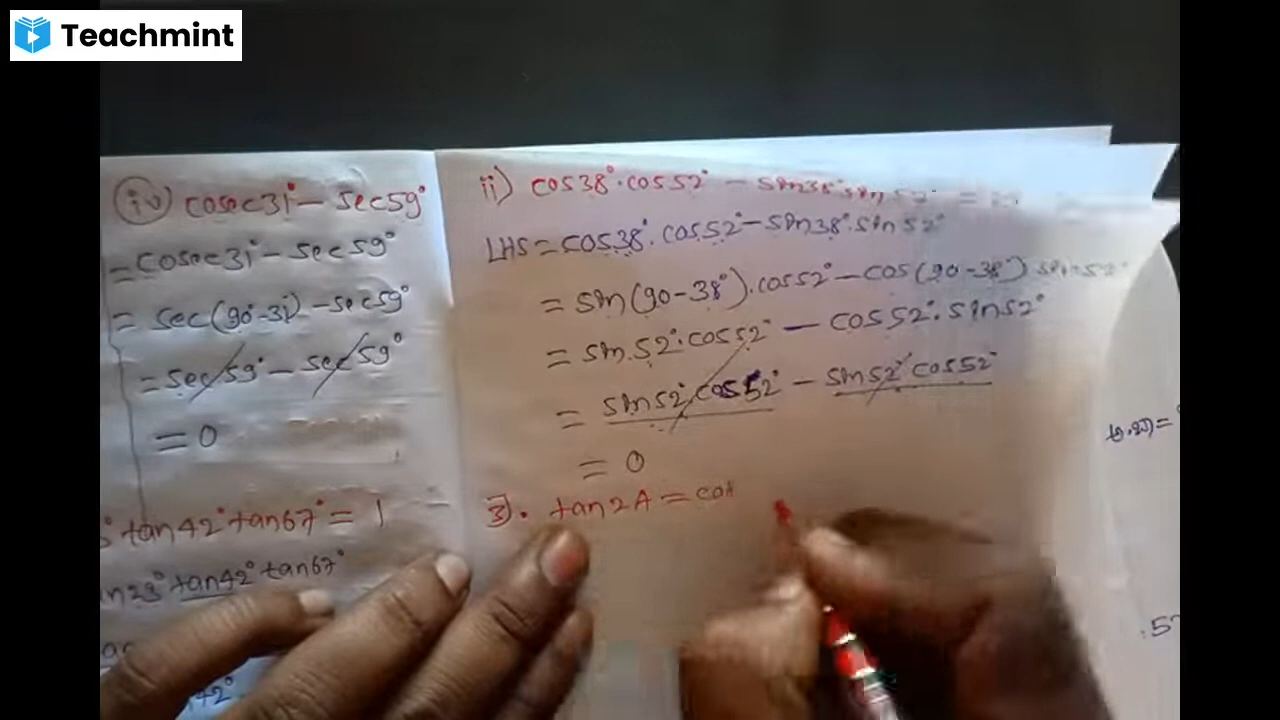 Teachmint
iv) cosec31° - sec59°
= cosec31° - sec59°
= sec(90°-31°) - sec59°
= sec59° - sec59°
= 0
tan42° tan67° = 1
tan42° tan67°
ii) cos38°.cos52° - sin38° sin52° =
LHS = cos38°. cos52° - sin38°. sin52°
= sin(90-38°).cos52° - cos(90-38°) sin52°
= sin52°.cos52° - cos52°.sin52°
= sin52° cos52° - sin52° cos52°
= 0
3). tan2A = cot